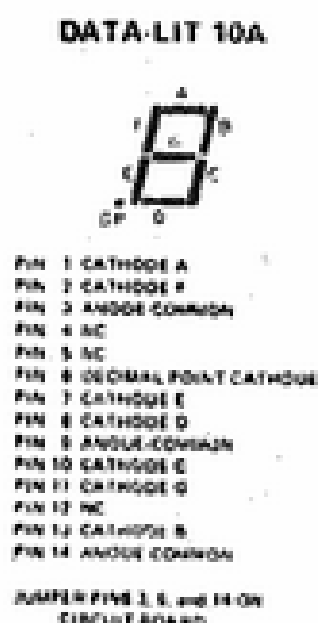 DATA-LIT 10A
A
F B
G
E C
DP D
PIN 1 CATHODE A
PIN 2 CATHODE F
PIN 3 ANODE COMMON
PIN 4 NC
PIN 5 NC
PIN 6 DECIMAL POINT CATHODE
PIN 7 CATHODE E
PIN 8 CATHODE D
PIN 9 ANODE-COMMON
PIN 10 CATHODE C
PIN 11 CATHODE G
PIN 12 NC
PIN 13 CATHODE B
PIN 14 ANODE COMMON
JUMPER PINS 3, 9, and 14 ON
CIRCUIT BOARD